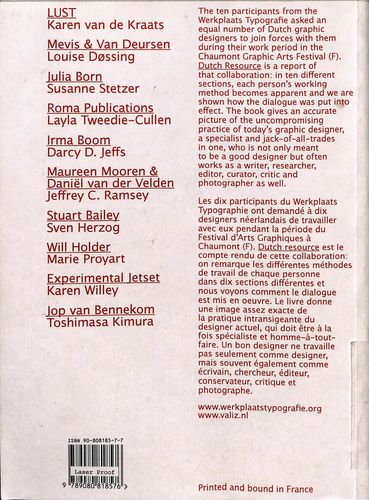 LUST
Karen van de Kraats
Mevis & Van Deursen
Louise Døssing
Julia Born
Susanne Stetzer
Roma Publications
Layla Tweedie-Cullen
Irma Boom
Darcy D. Jeffs
Maureen Mooren &
Daniël van der Velden
Jeffrey C. Ramsey
Stuart Bailey
Sven Herzog
Will Holder
Marie Proyart
Experimental Jetset
Karen Willey
Jop van Bennekom
Toshimasa Kimura
The ten participants from the
Werkplaats Typografie asked an
equal number of Dutch graphic
designers to join forces with them
during their work period in the
Chaumont Graphic Arts Festival (F).
Dutch Resource is a report of
that collaboration: in ten different
sections, each person's working
method becomes apparent and we are
shown how the dialogue was put into
effect. The book gives an accurate
picture of the uncompromising
practice of today's graphic designer,
a specialist and jack-of-all-trades
in one, who is not only meant
to be a good designer but often
works as a writer, researcher,
editor, curator, critic and
photographer as well.
Les dix participants du Werkplaats
Typographie ont demandé à dix
designers néerlandais de travailler
avec eux pendant la période du
Festival d'Arts Graphiques à
Chaumont (F). Dutch resource est le
compte rendu de cette collaboration:
on remarque les différentes méthodes
de travail de chaque personne
dans dix sections différentes et
nous voyons comment le dialogue
est mis en oeuvre. Le livre donne
une image assez exacte de
la pratique intransigeante du
designer actuel, qui doit être à la
fois spécialiste et homme-à-tout-
faire. Un bon designer ne travaille
pas seulement comme designer,
mais souvent également comme
écrivain, chercheur, éditeur,
conservateur, critique et
photographe.
www.werkplaatstypografie.org
www.valiz.nl
ISBN 90-808185-7-7
Laser Proof
9 789080 818576 >
Printed and bound in France